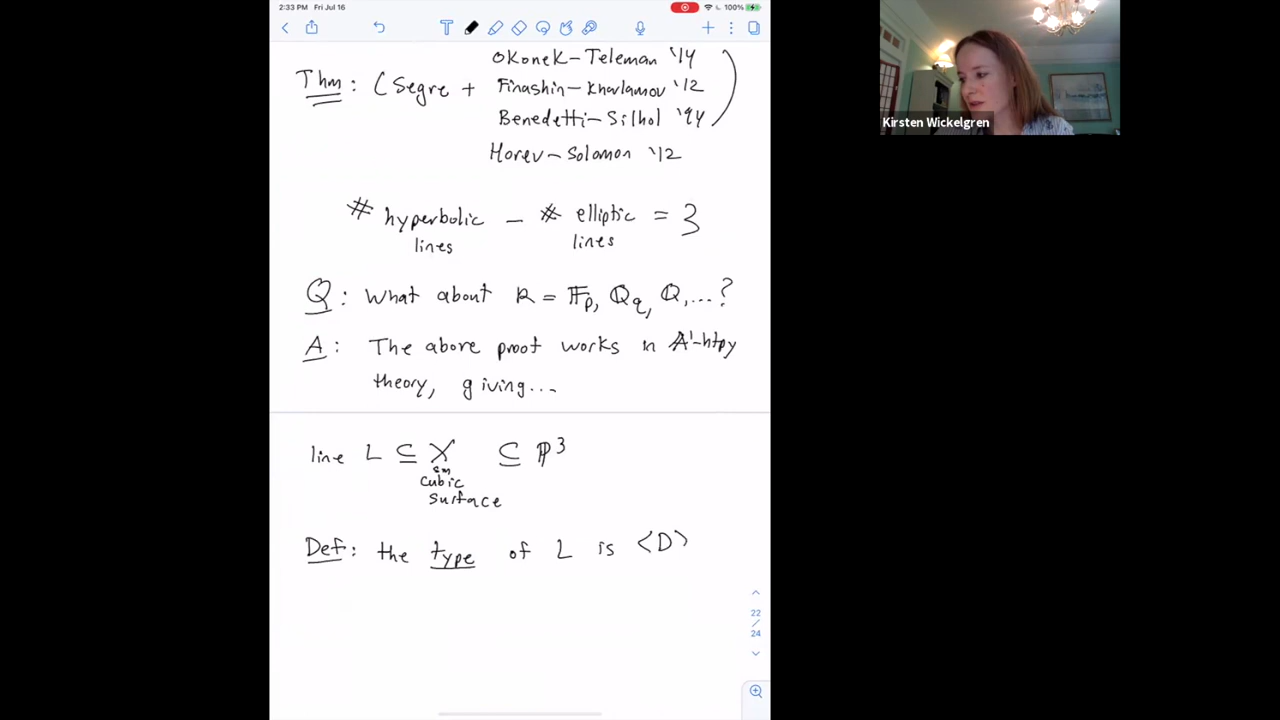 2:33 PM Fri Jul 16
100%
Okonek-Teleman '14
Thm: (Segre + Finashin-Kharlamov '12
Benedetti-Silhol '94)
Horev-Solomon '12
# hyperbolic lines - # elliptic lines = 3
Q: What about k = 𝔽p, ℚq, ℚ,...?
A: The above proof works in 𝔸¹-htpy
theory, giving...
line L ⊆ X ⊆ ℙ³
sm
cubic
surface
Def: the type of L is <D>
22
/
24
Kirsten Wickelgren